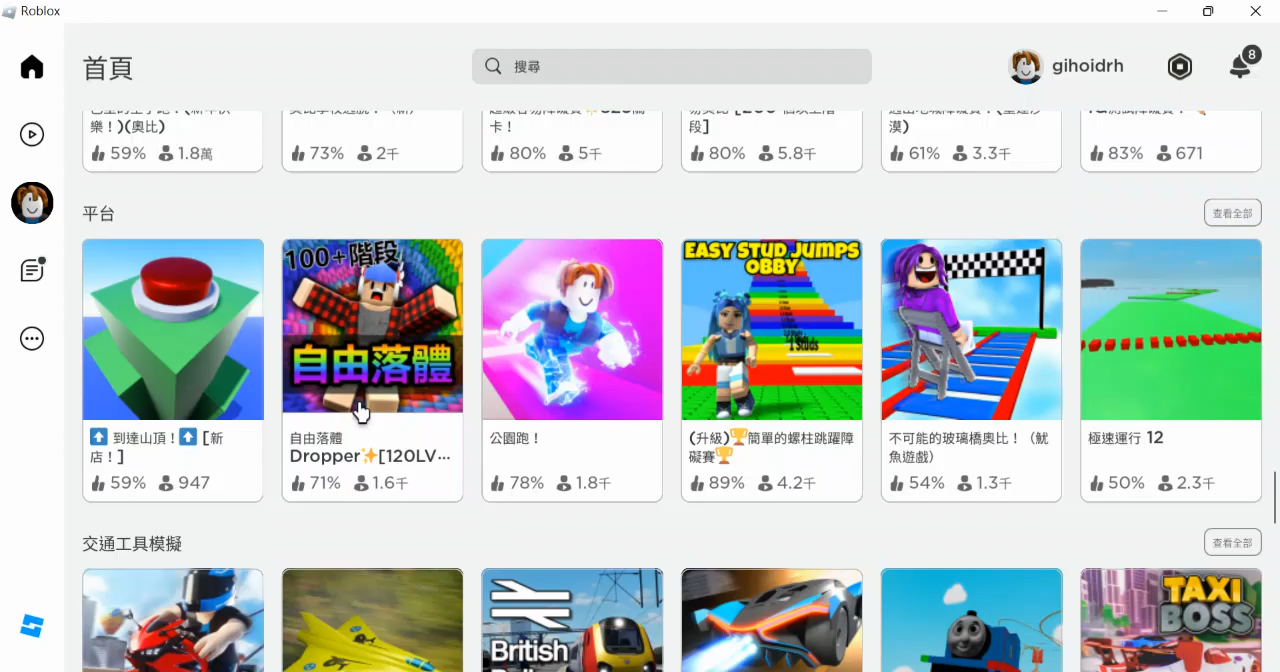 Roblox
首頁
搜尋
gihoidrh
8
樂！)(奧比)
卡！
段]
漠)
59% 1.8萬
73% 2千
80% 5千
80% 5.8千
61% 3.3千
83% 671
平台
查看全部
100+階段
自由落體
EASY STUD JUMPS
OBBY
到達山頂！ [新
店！]
59% 947
自由落體
Dropper✨[120LV...
71% 1.6千
公園跑！
78% 1.8千
(升級)🏆簡單的螺柱跳躍障
礙賽🏆
89% 4.2千
不可能的玻璃橋奧比！（魷
魚遊戲）
54% 1.3千
極速運行 12
50% 2.3千
交通工具模擬
查看全部
British
TAXI
BOSS